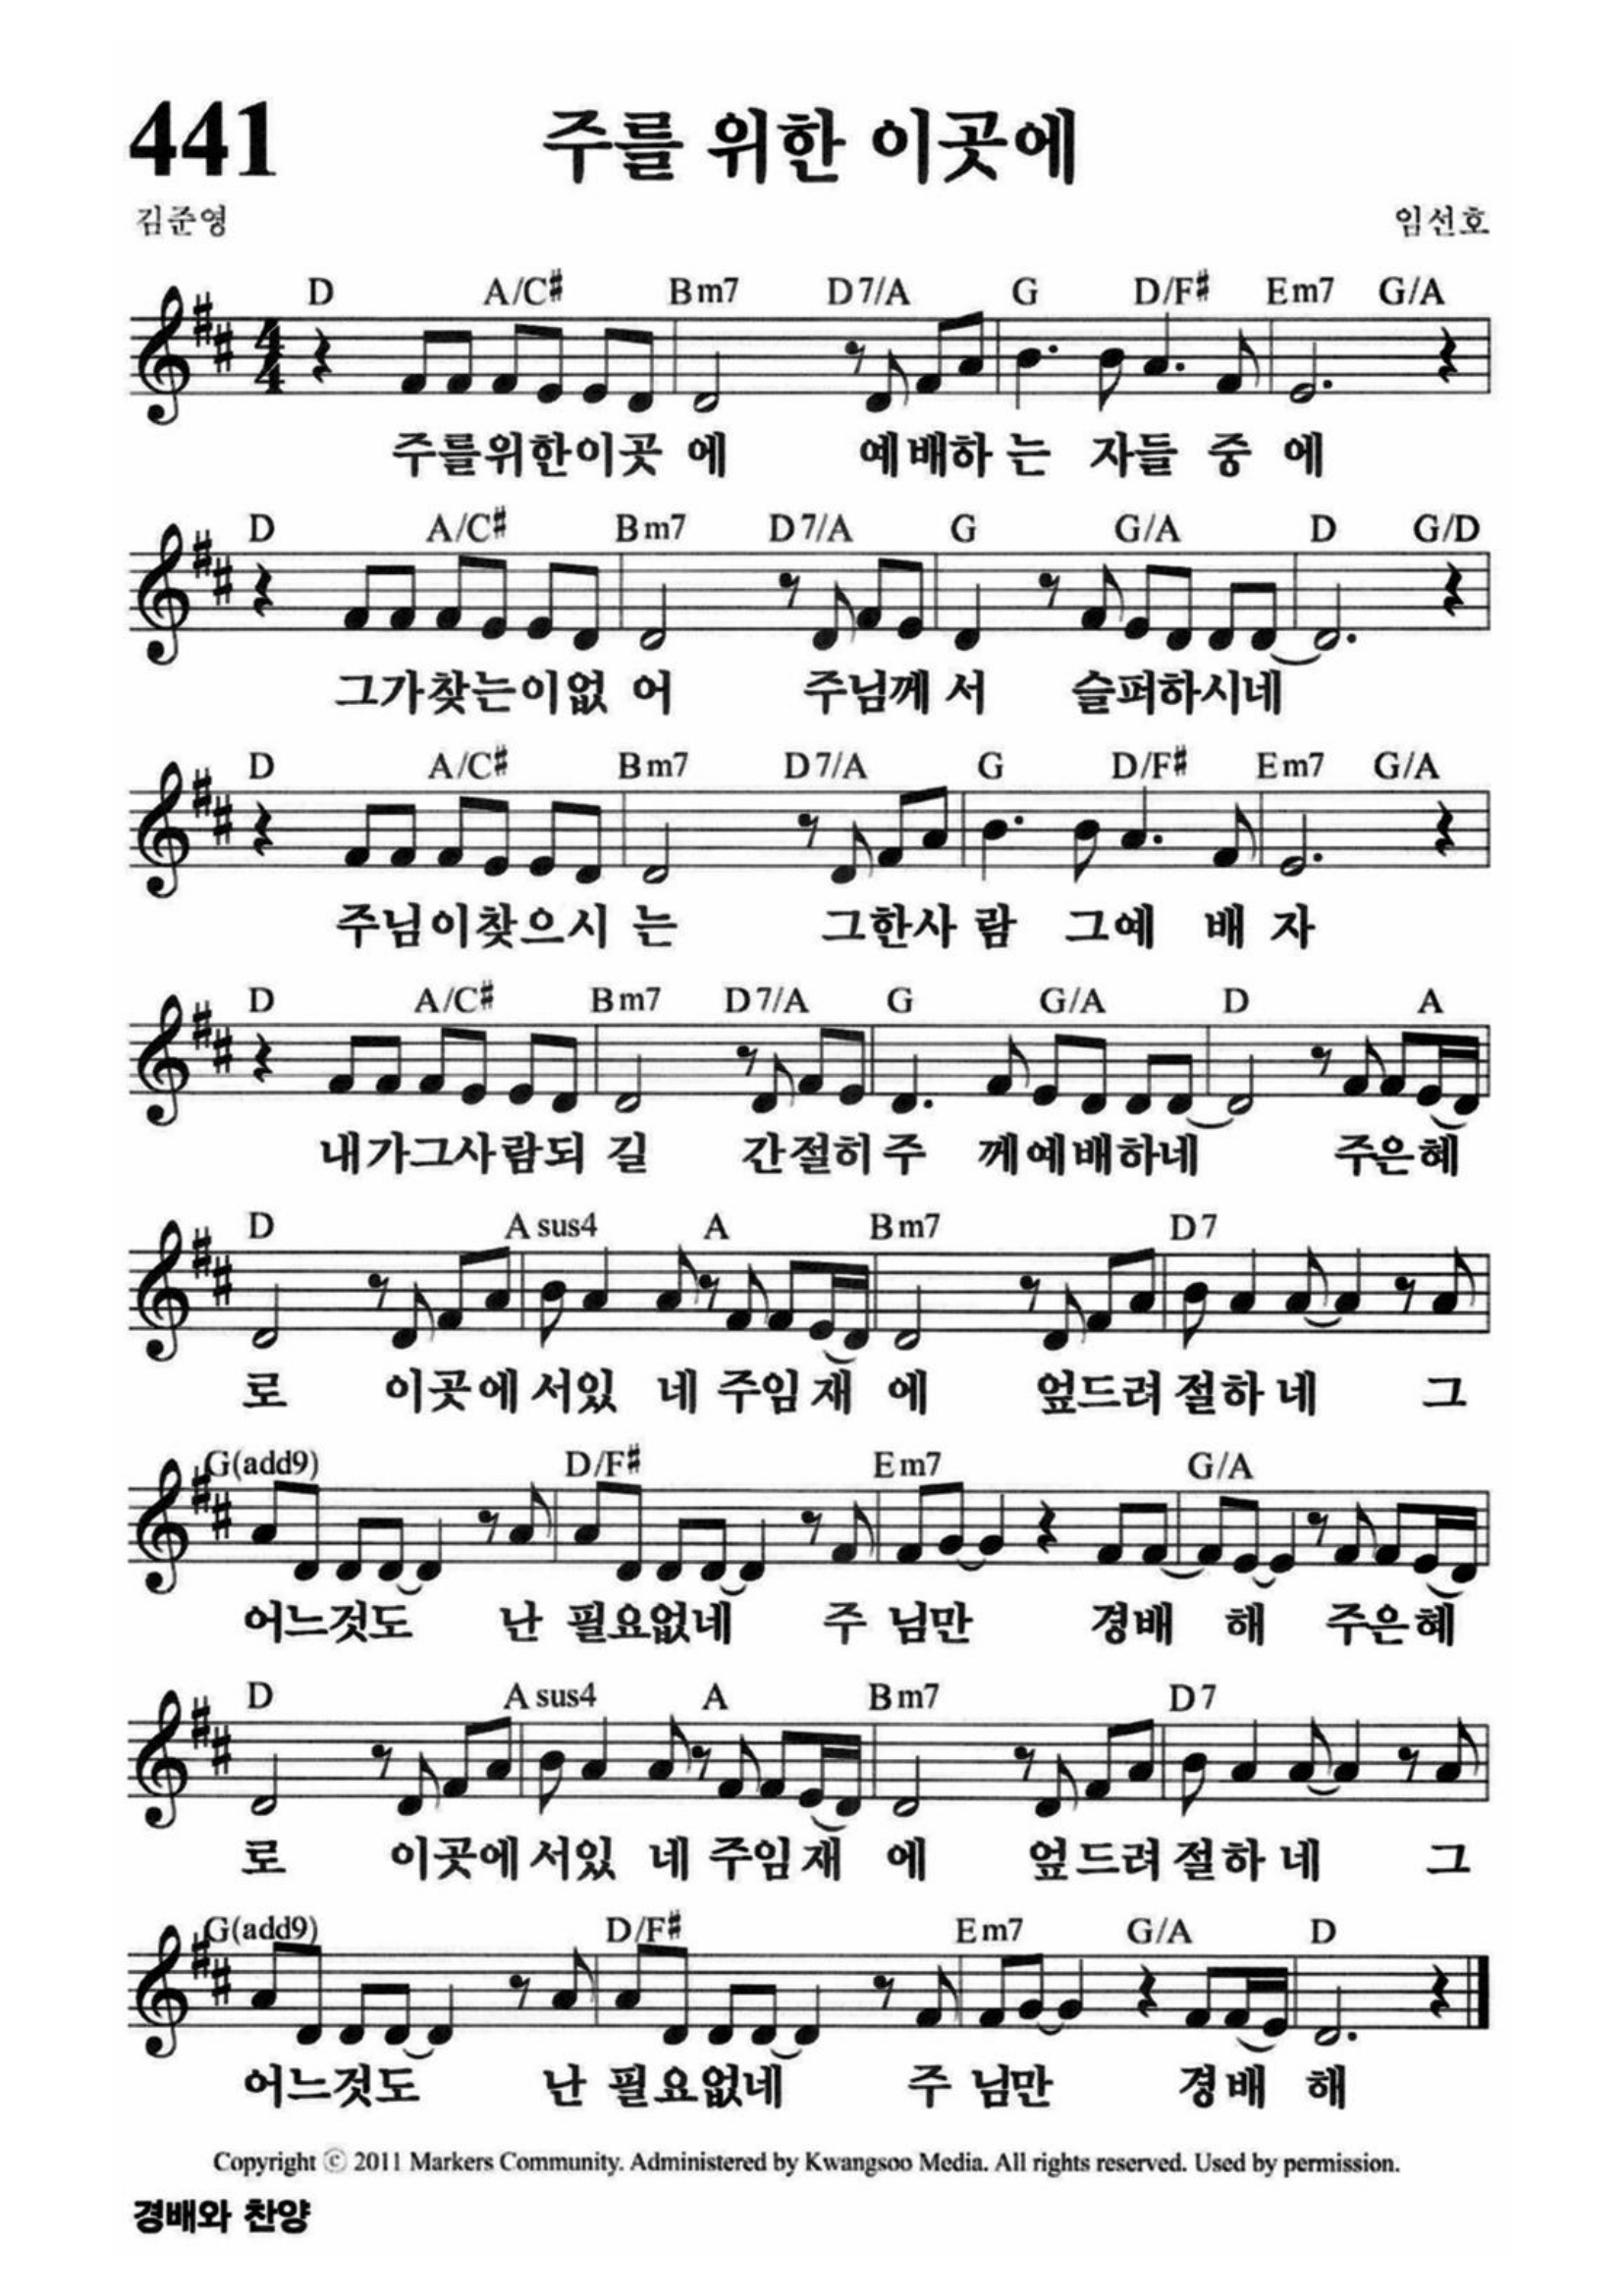 441 주를 위한 이곳에
김준영 임선호
D A/C# Bm7 D7/A G D/F# Em7 G/A
주를위한이곳 에 예배하 는 자들 중 에
D A/C# Bm7 D7/A G G/A D G/D
그가찾는이없 어 주님께 서 슬퍼하시네
D A/C# Bm7 D7/A G D/F# Em7 G/A
주님이찾으시 는 그한사 람 그예 배 자
D A/C# Bm7 D7/A G G/A D A
내가그사람되 길 간절히 주 께예배하네 주은혜
D A sus4 A Bm7 D7
로 이곳에 서있 네 주임 재 에 엎드려 절하 네 그
G(add9) D/F# Em7 G/A
어느것도 난 필요없네 주 님만 경배 해 주은혜
D A sus4 A Bm7 D7
로 이곳에 서있 네 주임 재 에 엎드려 절하 네 그
G(add9) D/F# Em7 G/A D
어느것도 난 필요없네 주 님만 경배 해
Copyright ⓒ 2011 Markers Community. Administered by Kwangsoo Media. All rights reserved. Used by permission.
경배와 찬양